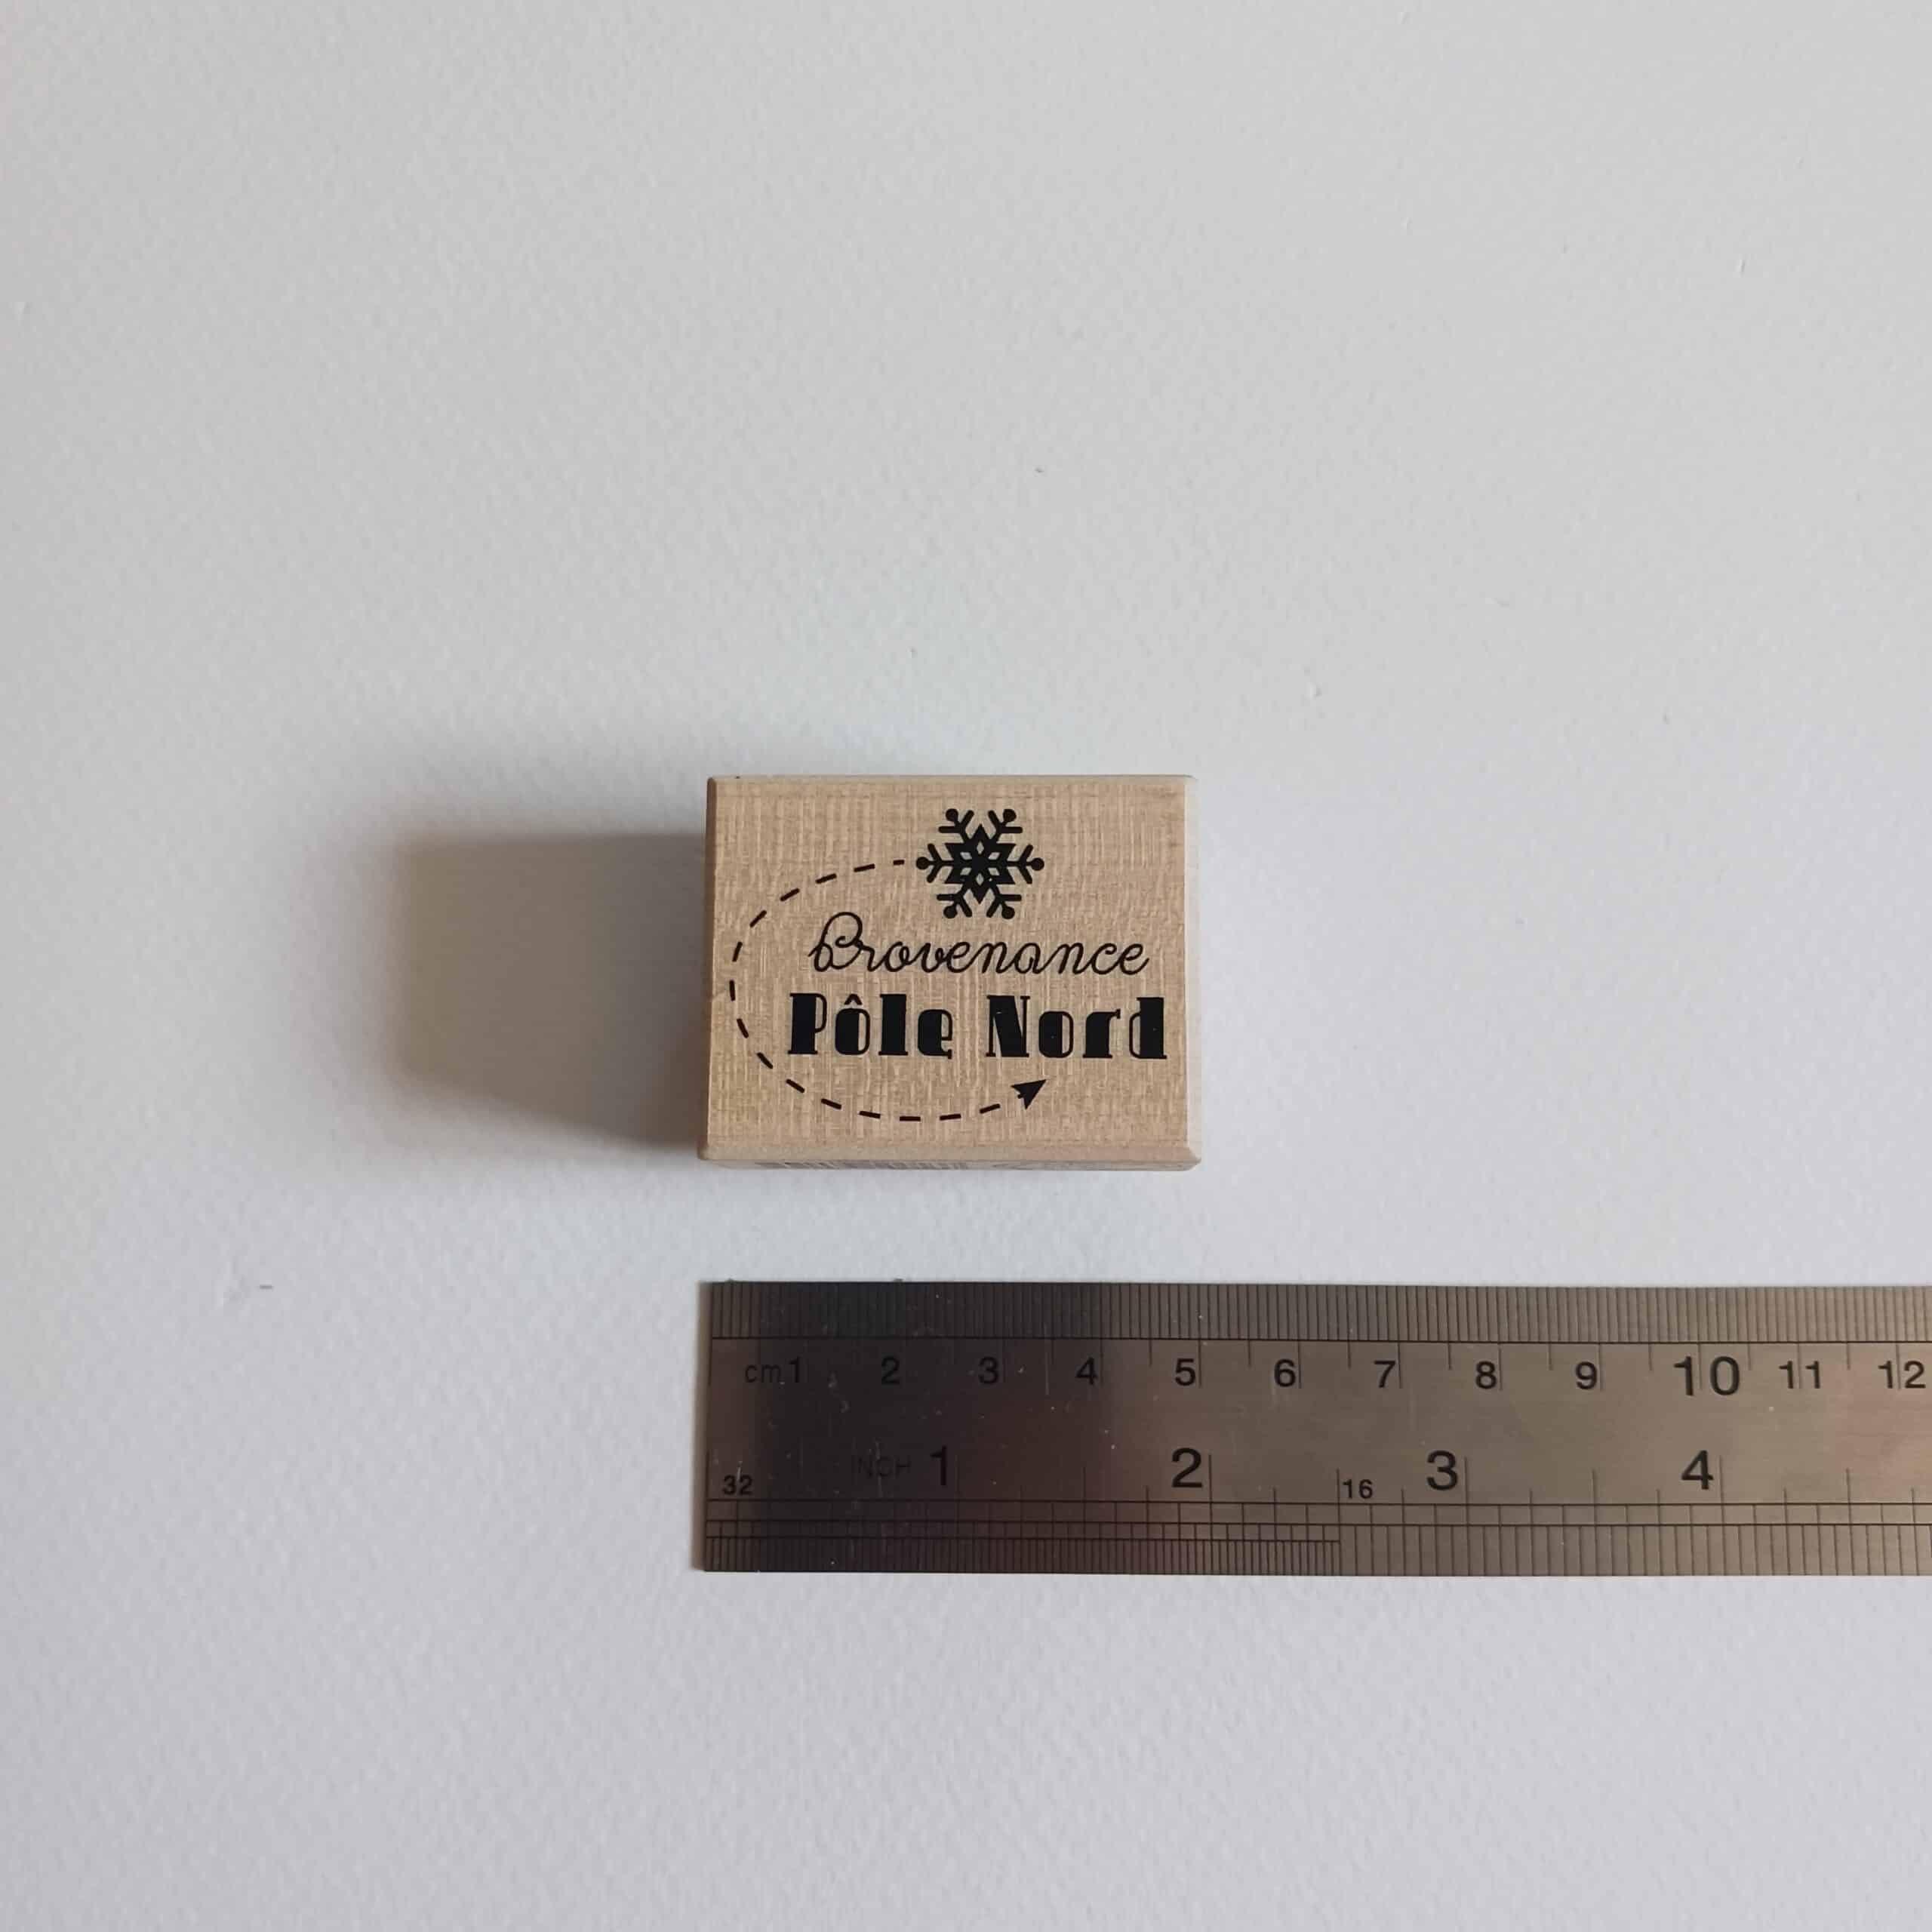 Provenance
Pôle Nord
cm 1 2 3 4 5 6 7 8 9 10 11 12
INCH 1 2 3 4
32 16